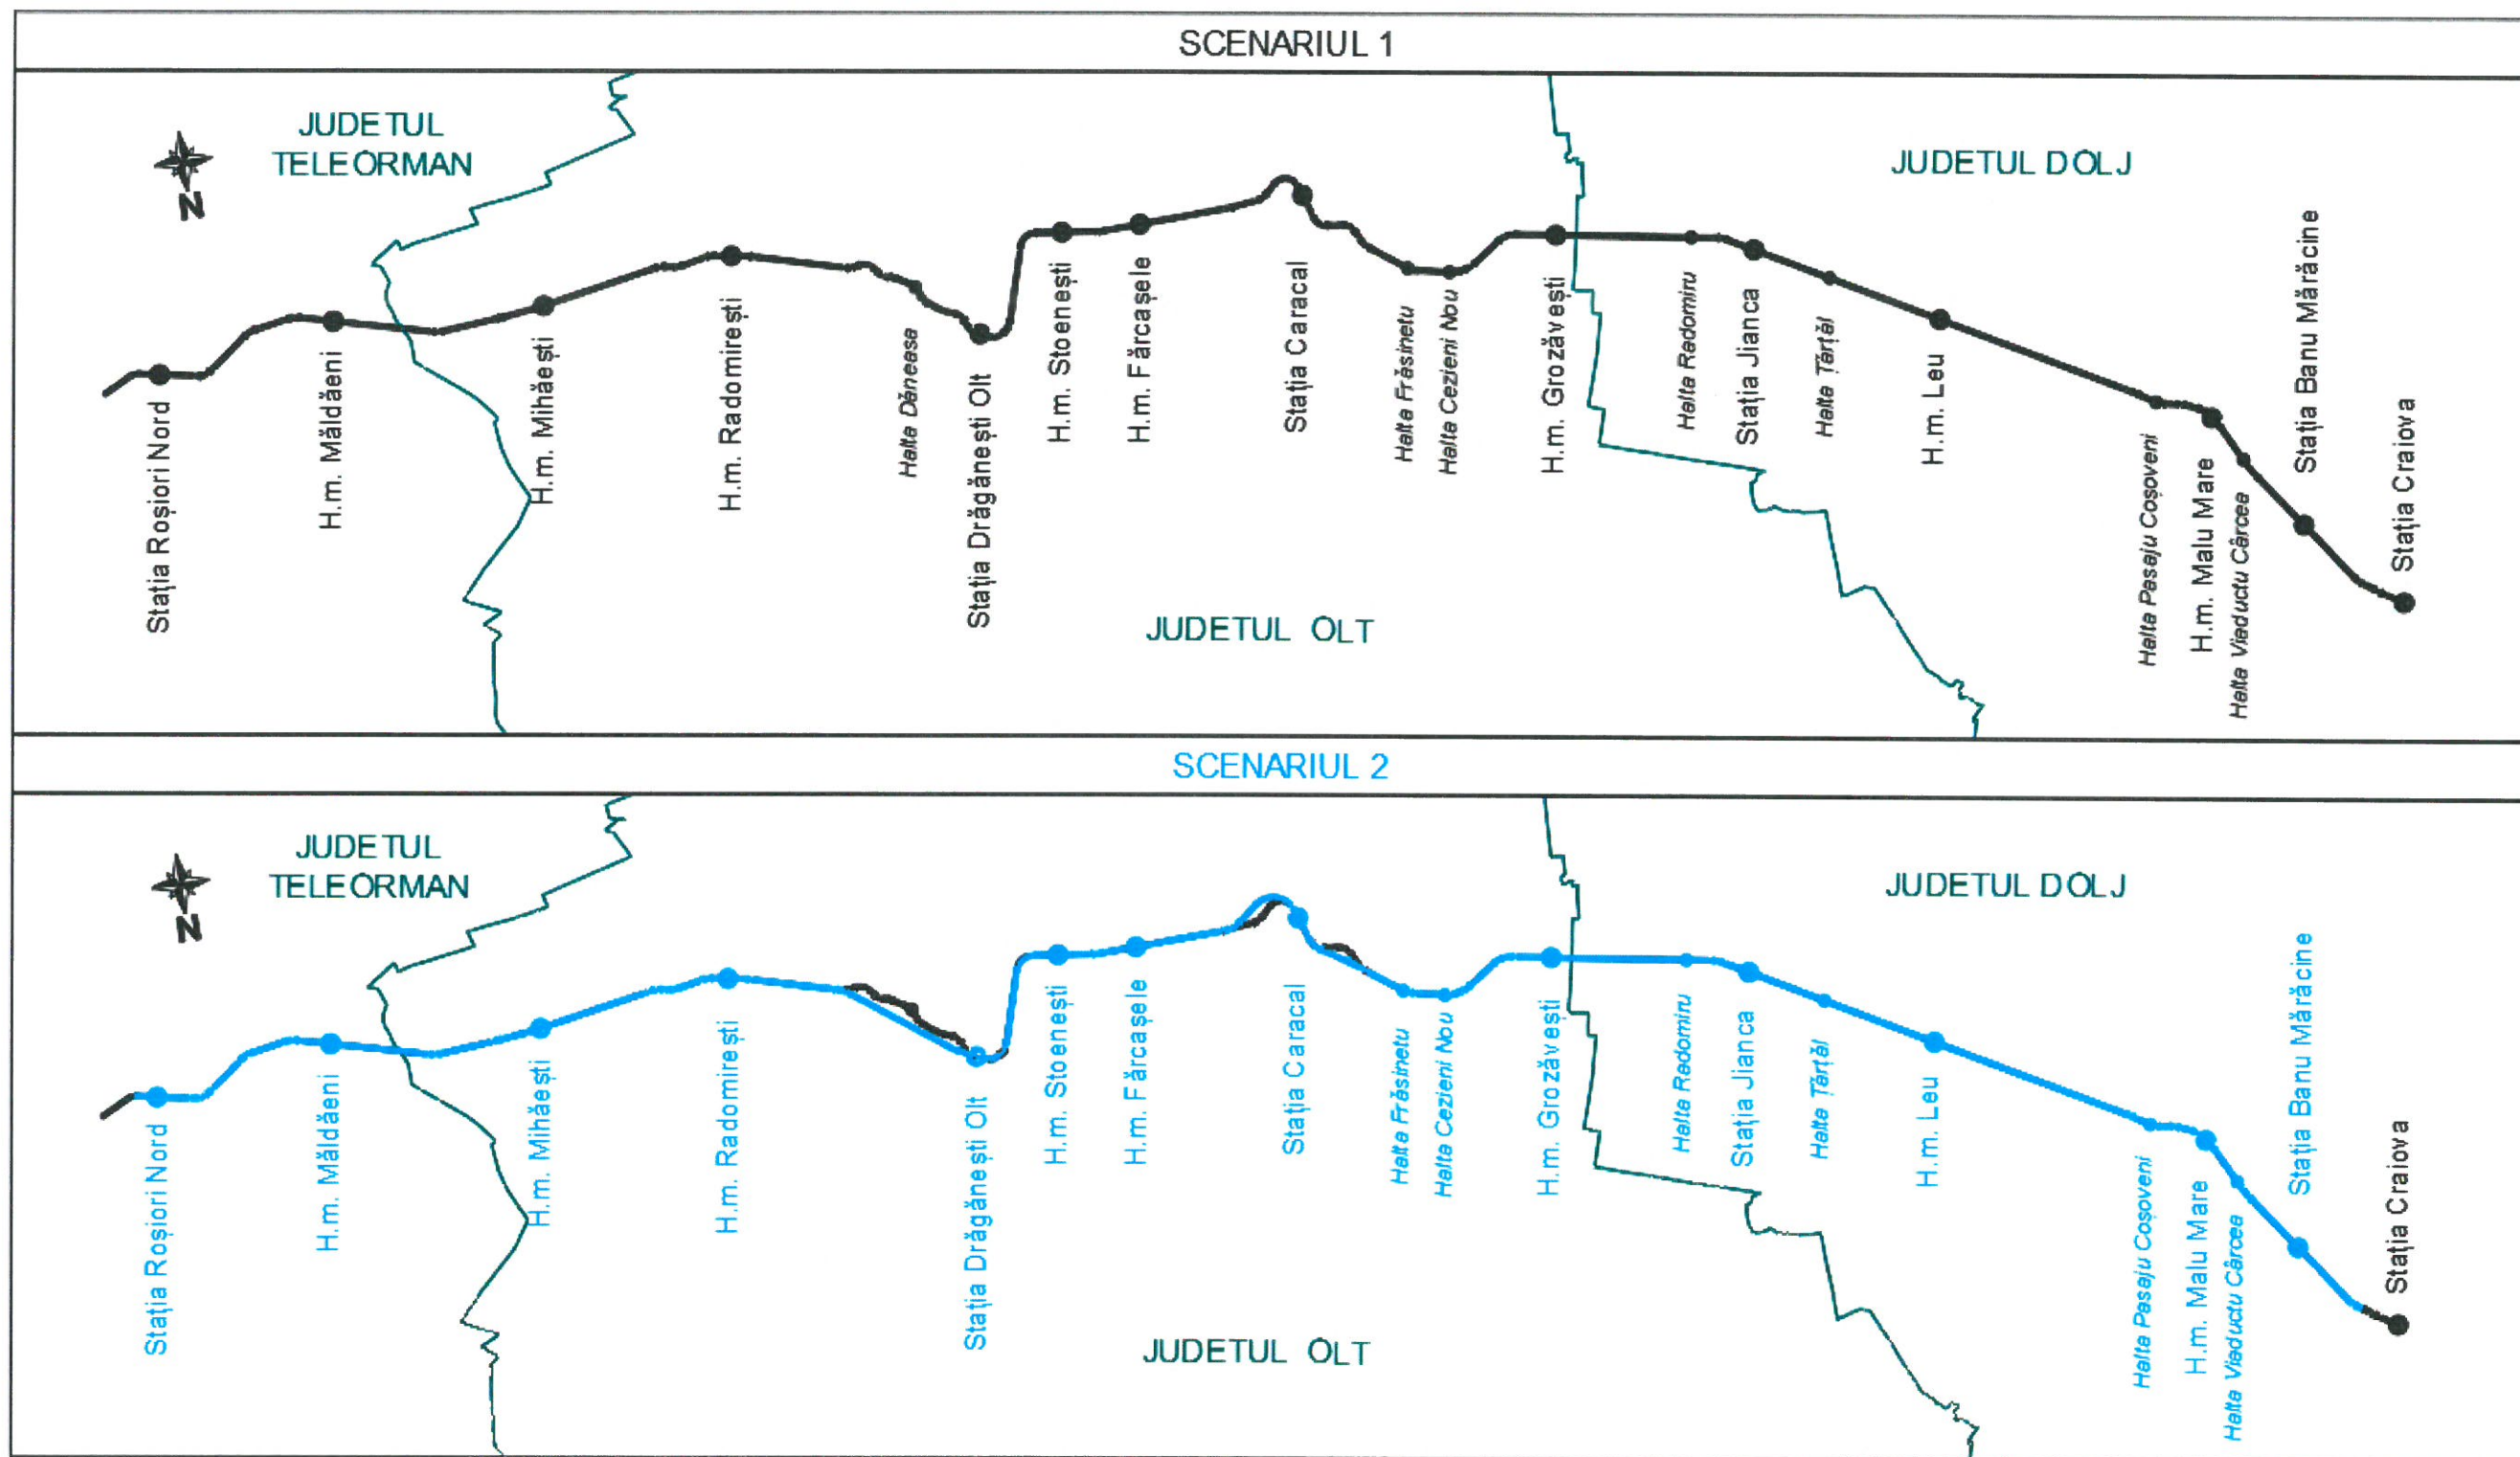 SCENARIUL 1
JUDETUL
TELEORMAN
JUDETUL DOLJ
N
Stația Roșiori Nord
H.m. Măldăeni
H.m. Mihăești
H.m. Radomirești
Halta Dăneasa
Stația Drăgănești Olt
H.m. Stoenești
H.m. Fărcașele
Stația Caracal
Halta Frăsinetu
Halta Cezieni Nou
H.m. Grozăvești
Halta Radomiru
Stația Jianca
Halta Țărțăl
H.m. Leu
Halta Pasaju Coșoveni
H.m. Malu Mare
Halta Viaductu Cârcea
Stația Banu Mărăcine
Stația Craiova
JUDETUL OLT
SCENARIUL 2
JUDETUL
TELEORMAN
JUDETUL DOLJ
N
Stația Roșiori Nord
H.m. Măldăeni
H.m. Mihăești
H.m. Radomirești
Stația Drăgănești Olt
H.m. Stoenești
H.m. Fărcașele
Stația Caracal
Halta Frăsinetu
Halta Cezieni Nou
H.m. Grozăvești
Halta Radomiru
Stația Jianca
Halta Țărțăl
H.m. Leu
Halta Pasaju Coșoveni
H.m. Malu Mare
Halta Viaductu Cârcea
Stația Banu Mărăcine
Stația Craiova
JUDETUL OLT